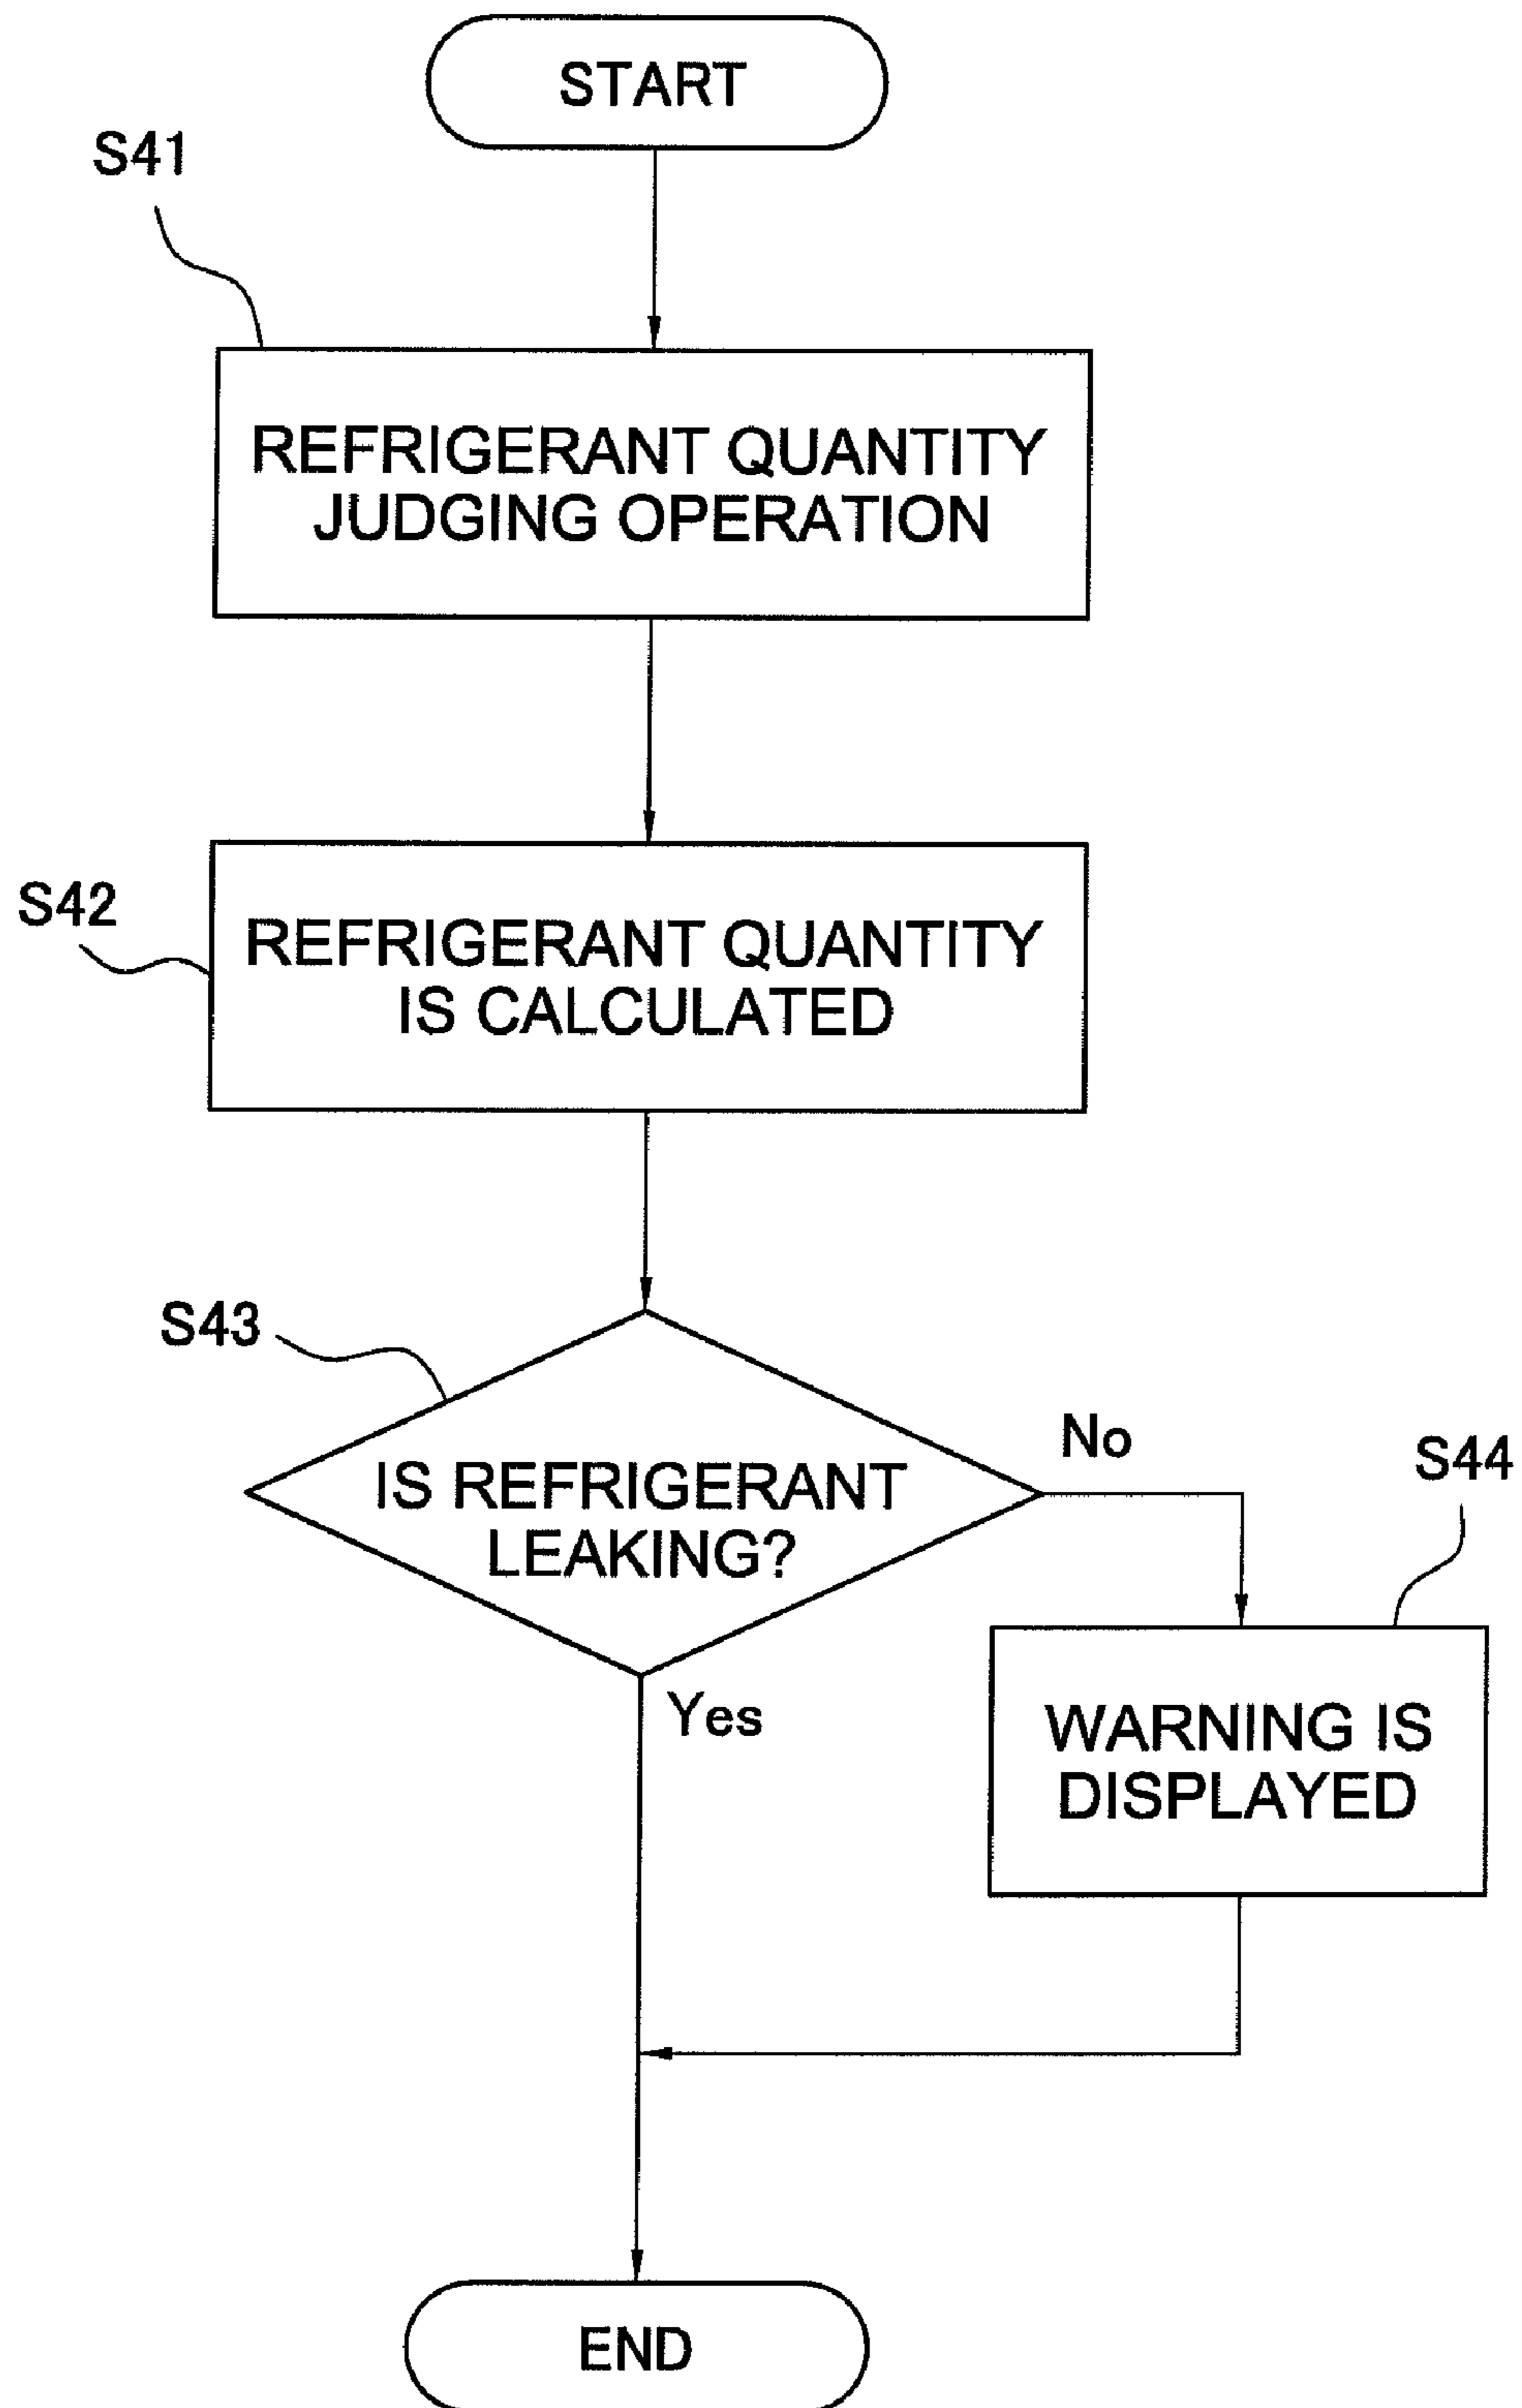 START
S41
REFRIGERANT QUANTITY
JUDGING OPERATION
S42
REFRIGERANT QUANTITY
IS CALCULATED
S43
IS REFRIGERANT
LEAKING?
No
S44
Yes
WARNING IS
DISPLAYED
END